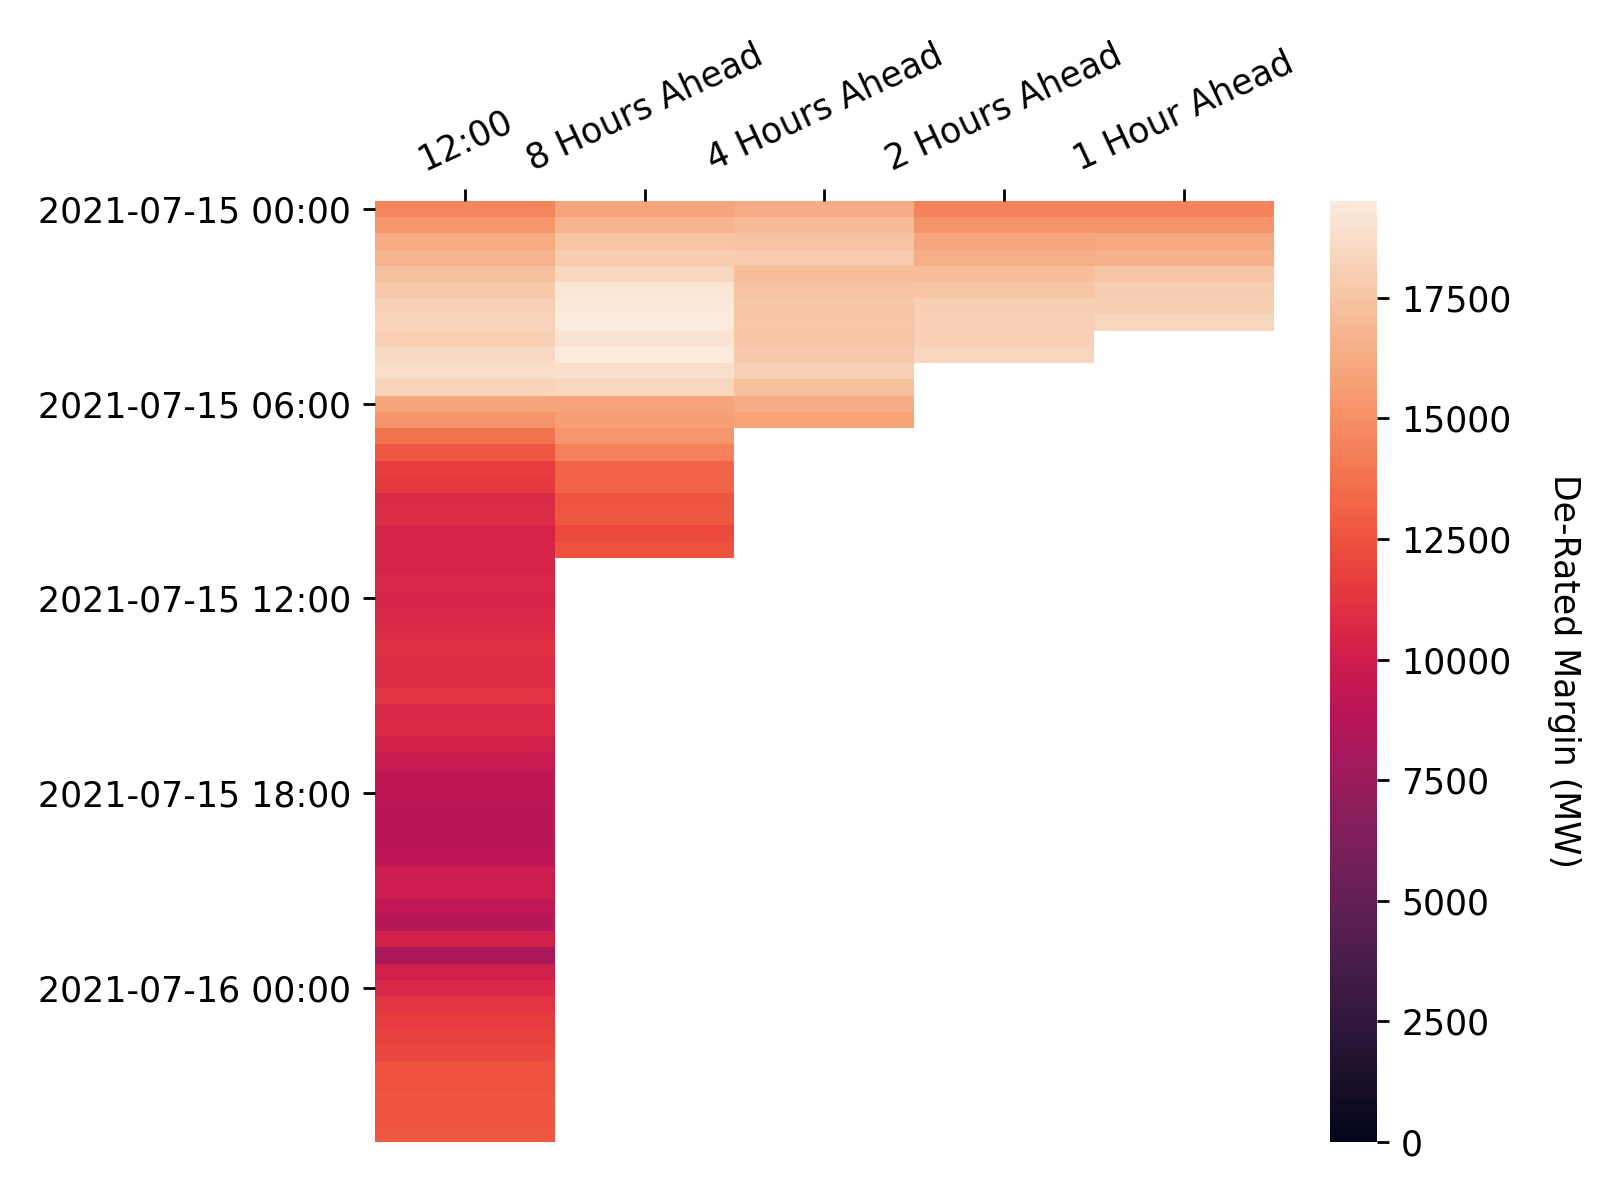 12:00
8 Hours Ahead
4 Hours Ahead
2 Hours Ahead
1 Hour Ahead
2021-07-15 00:00
2021-07-15 06:00
2021-07-15 12:00
2021-07-15 18:00
2021-07-16 00:00
17500
15000
12500
10000
7500
5000
2500
0
De-Rated Margin (MW)